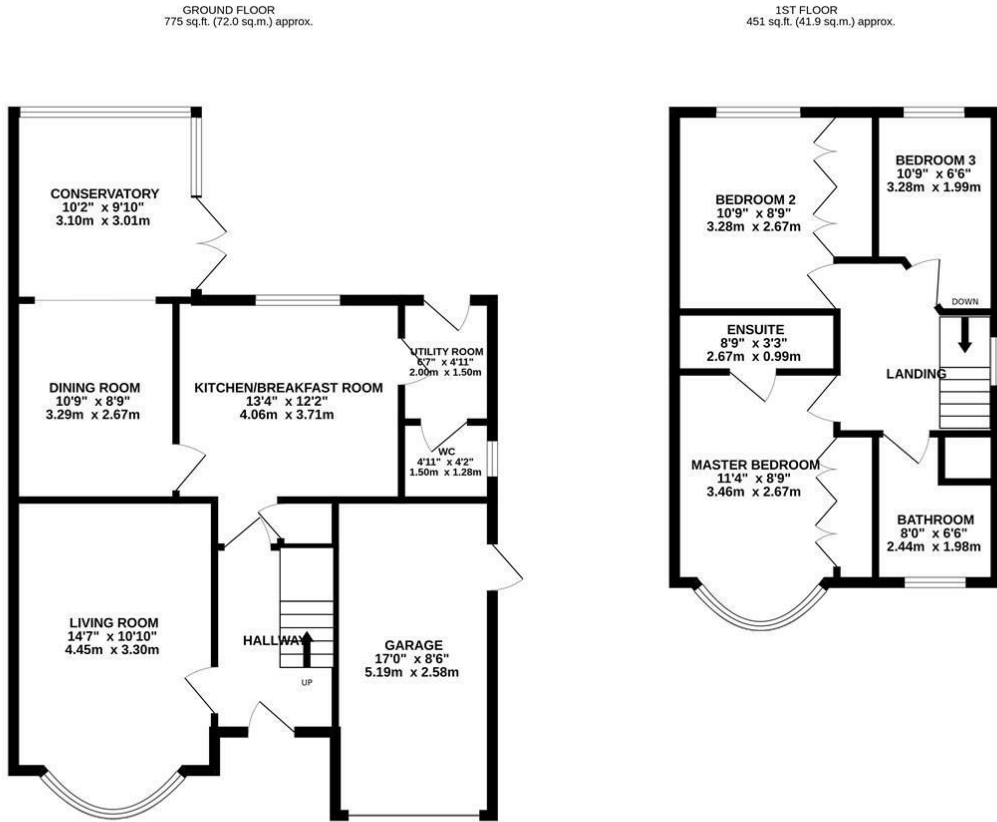 GROUND FLOOR
775 sq.ft. (72.0 sq.m.) approx.
CONSERVATORY
10'2" x 9'10"
3.10m x 3.01m
DINING ROOM
10'9" x 8'9"
3.29m x 2.67m
KITCHEN/BREAKFAST ROOM
13'4" x 12'2"
4.06m x 3.71m
UTILITY ROOM
6'7" x 4'11"
2.00m x 1.50m
WC
4'11" x 4'2"
1.50m x 1.28m
LIVING ROOM
14'7" x 10'10"
4.45m x 3.30m
HALLWAY
UP
GARAGE
17'0" x 8'6"
5.19m x 2.58m
1ST FLOOR
451 sq.ft. (41.9 sq.m.) approx.
BEDROOM 2
10'9" x 8'9"
3.28m x 2.67m
BEDROOM 3
10'9" x 6'6"
3.28m x 1.99m
DOWN
ENSUITE
8'9" x 3'3"
2.67m x 0.99m
LANDING
MASTER BEDROOM
11'4" x 8'9"
3.46m x 2.67m
BATHROOM
8'0" x 6'6"
2.44m x 1.98m